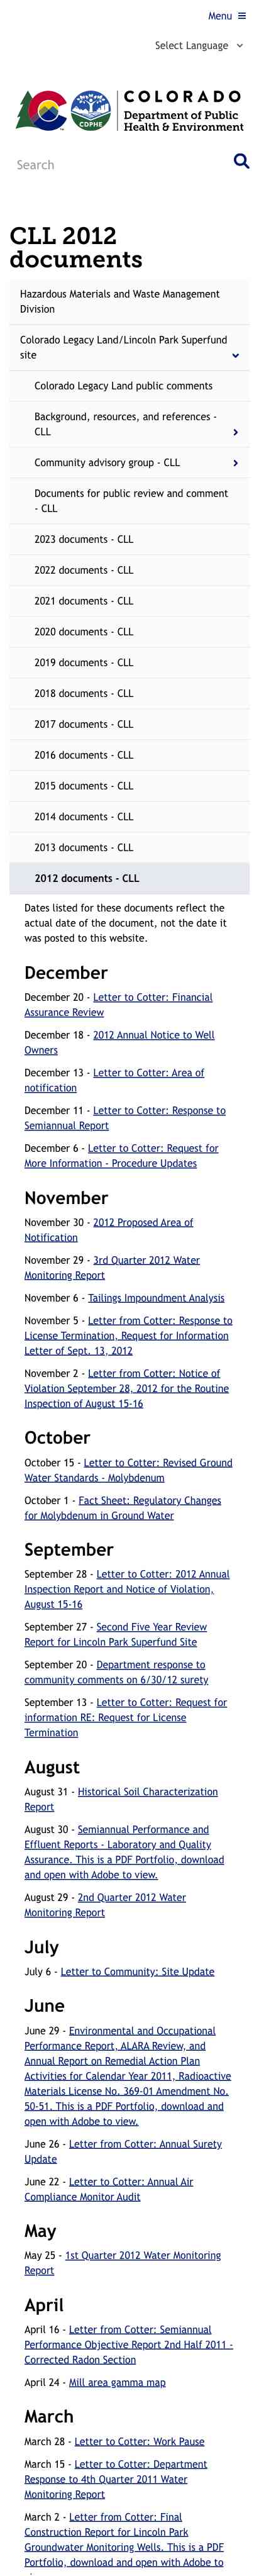 Menu
Select Language
COLORADO
Department of Public
Health & Environment
CDPHE
Search
CLL 2012
documents
Hazardous Materials and Waste Management
Division
Colorado Legacy Land/Lincoln Park Superfund
site
Colorado Legacy Land public comments
Background, resources, and references -
CLL
Community advisory group - CLL
Documents for public review and comment
- CLL
2023 documents - CLL
2022 documents - CLL
2021 documents - CLL
2020 documents - CLL
2019 documents - CLL
2018 documents - CLL
2017 documents - CLL
2016 documents - CLL
2015 documents - CLL
2014 documents - CLL
2013 documents - CLL
2012 documents - CLL
Dates listed for these documents reflect the
actual date of the document, not the date it
was posted to this website.
December
December 20 - Letter to Cotter: Financial
Assurance Review
December 18 - 2012 Annual Notice to Well
Owners
December 13 - Letter to Cotter: Area of
notification
December 11 - Letter to Cotter: Response to
Semiannual Report
December 6 - Letter to Cotter: Request for
More Information - Procedure Updates
November
November 30 - 2012 Proposed Area of
Notification
November 29 - 3rd Quarter 2012 Water
Monitoring Report
November 6 - Tailings Impoundment Analysis
November 5 - Letter from Cotter: Response to
License Termination, Request for Information
Letter of Sept. 13, 2012
November 2 - Letter from Cotter: Notice of
Violation September 28, 2012 for the Routine
Inspection of August 15-16
October
October 15 - Letter to Cotter: Revised Ground
Water Standards - Molybdenum
October 1 - Fact Sheet: Regulatory Changes
for Molybdenum in Ground Water
September
September 28 - Letter to Cotter: 2012 Annual
Inspection Report and Notice of Violation,
August 15-16
September 27 - Second Five Year Review
Report for Lincoln Park Superfund Site
September 20 - Department response to
community comments on 6/30/12 surety
September 13 - Letter to Cotter: Request for
information RE: Request for License
Termination
August
August 31 - Historical Soil Characterization
Report
August 30 - Semiannual Performance and
Effluent Reports - Laboratory and Quality
Assurance. This is a PDF Portfolio, download
and open with Adobe to view.
August 29 - 2nd Quarter 2012 Water
Monitoring Report
July
July 6 - Letter to Community: Site Update
June
June 29 - Environmental and Occupational
Performance Report, ALARA Review, and
Annual Report on Remedial Action Plan
Activities for Calendar Year 2011, Radioactive
Materials License No. 369-01 Amendment No.
50-51. This is a PDF Portfolio, download and
open with Adobe to view.
June 26 - Letter from Cotter: Annual Surety
Update
June 22 - Letter to Cotter: Annual Air
Compliance Monitor Audit
May
May 25 - 1st Quarter 2012 Water Monitoring
Report
April
April 16 - Letter from Cotter: Semiannual
Performance Objective Report 2nd Half 2011 -
Corrected Radon Section
April 24 - Mill area gamma map
March
March 28 - Letter to Cotter: Work Pause
March 15 - Letter to Cotter: Department
Response to 4th Quarter 2011 Water
Monitoring Report
March 2 - Letter from Cotter: Final
Construction Report for Lincoln Park
Groundwater Monitoring Wells. This is a PDF
Portfolio, download and open with Adobe to